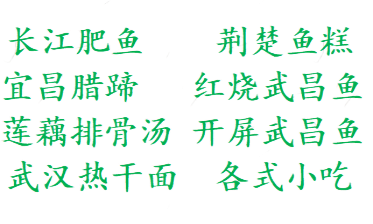 长江肥鱼 荆楚鱼糕
宜昌腊蹄 红烧武昌鱼
莲藕排骨汤 开屏武昌鱼
武汉热干面 各式小吃